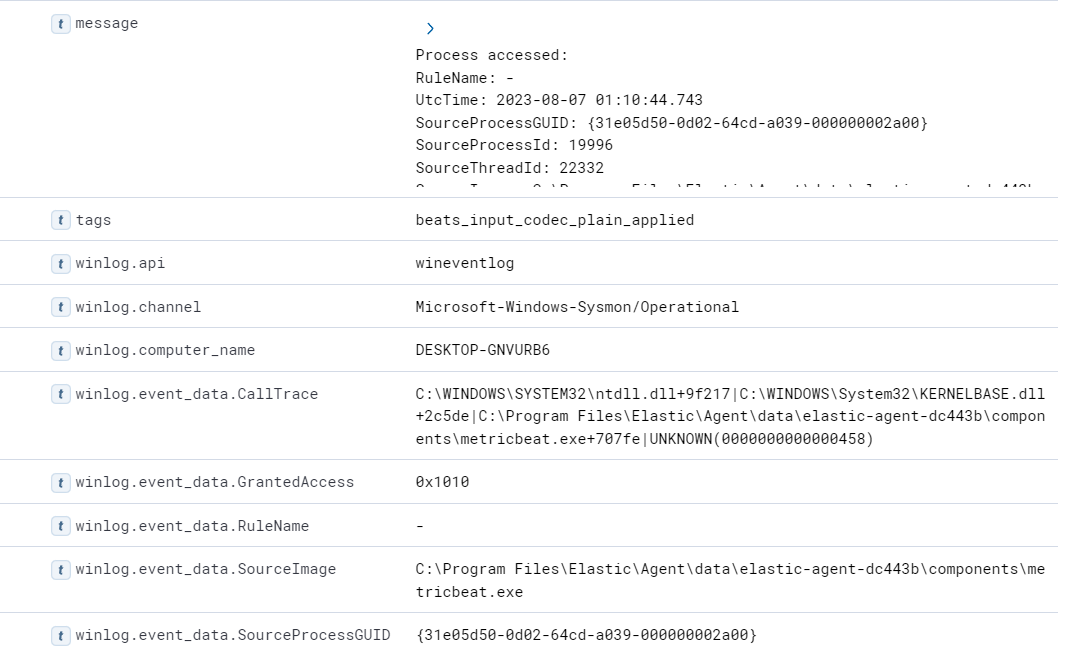 t message
Process accessed:
RuleName: -
UtcTime: 2023-08-07 01:10:44.743
SourceProcessGUID: {31e05d50-0d02-64cd-a039-000000002a00}
SourceProcessId: 19996
SourceThreadId: 22332
t tags
beats_input_codec_plain_applied
t winlog.api
wineventlog
t winlog.channel
Microsoft-Windows-Sysmon/Operational
t winlog.computer_name
DESKTOP-GNVURB6
t winlog.event_data.CallTrace
C:\WINDOWS\SYSTEM32\ntdll.dll+9f217|C:\WINDOWS\System32\KERNELBASE.dll
+2c5de|C:\Program Files\Elastic\Agent\data\elastic-agent-dc443b\compon
ents\metricbeat.exe+707fe|UNKNOWN(0000000000000458)
t winlog.event_data.GrantedAccess
0x1010
t winlog.event_data.RuleName
-
t winlog.event_data.SourceImage
C:\Program Files\Elastic\Agent\data\elastic-agent-dc443b\components\me
tricbeat.exe
t winlog.event_data.SourceProcessGUID
{31e05d50-0d02-64cd-a039-000000002a00}